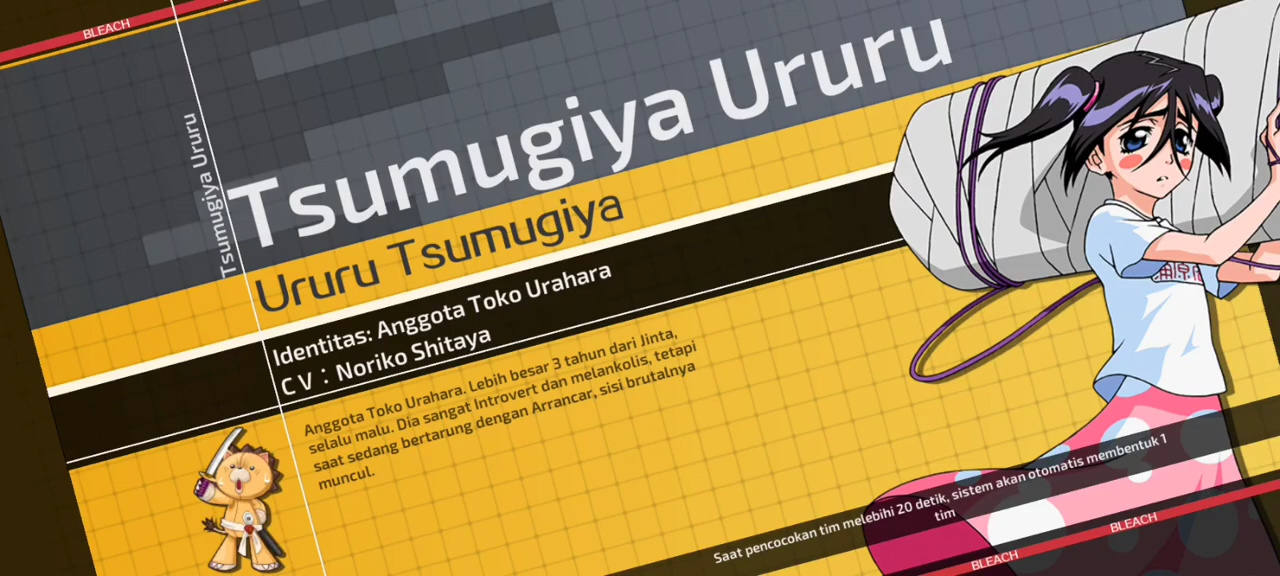 BLEACH
Tsumugiya Ururu
Tsumugiya Ururu
Ururu Tsumugiya
Identitas: Anggota Toko Urahara
C V：Noriko Shitaya
Anggota Toko Urahara. Lebih besar 3 tahun dari Jinta,
selalu malu. Dia sangat Introvert dan melankolis, tetapi
saat sedang bertarung dengan Arrancar, sisi brutalnya
muncul.
Saat pencocokan tim melebihi 20 detik, sistem akan otomatis membentuk 1
tim
BLEACH
BLEACH